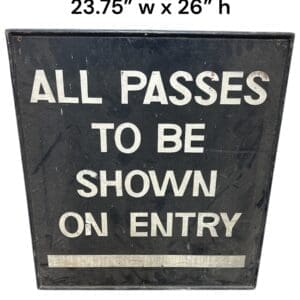 23.75” w x 26” h
ALL PASSES
TO BE
SHOWN
ON ENTRY